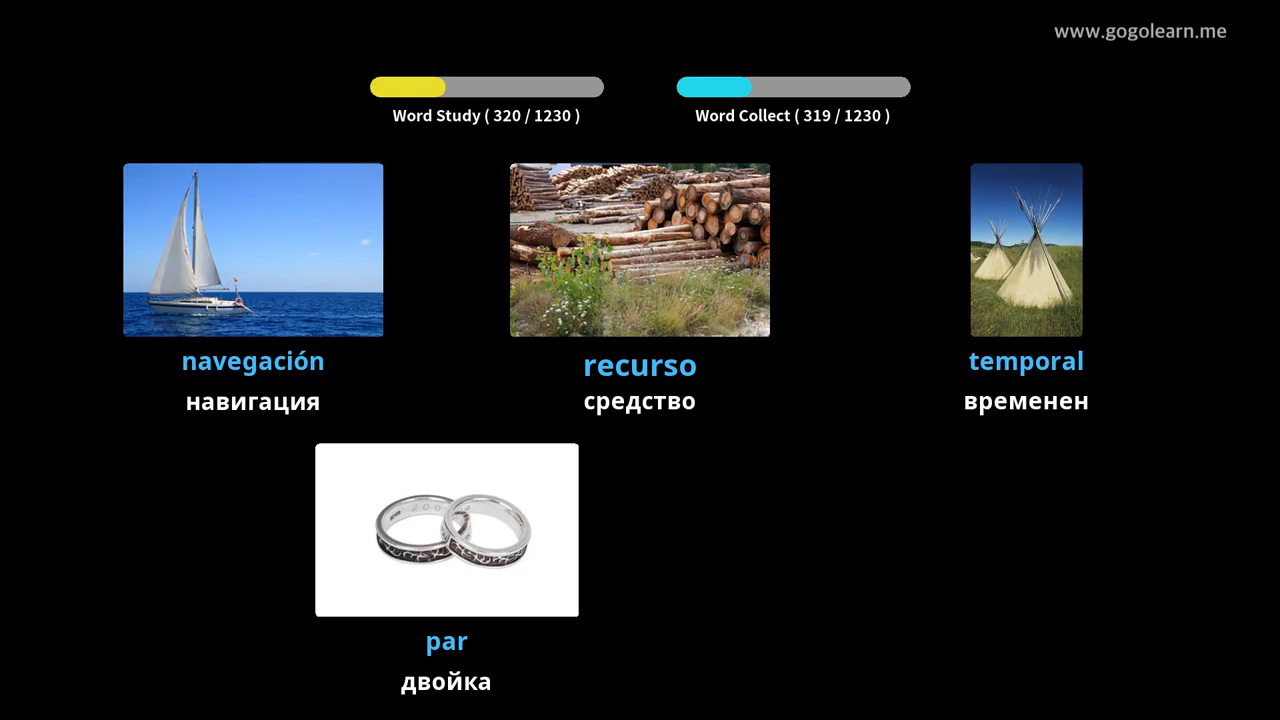 www.gogolearn.me
Word Study ( 320 / 1230 )
Word Collect ( 319 / 1230 )
navegación
recurso
temporal
навигация
средство
временен
par
двойка